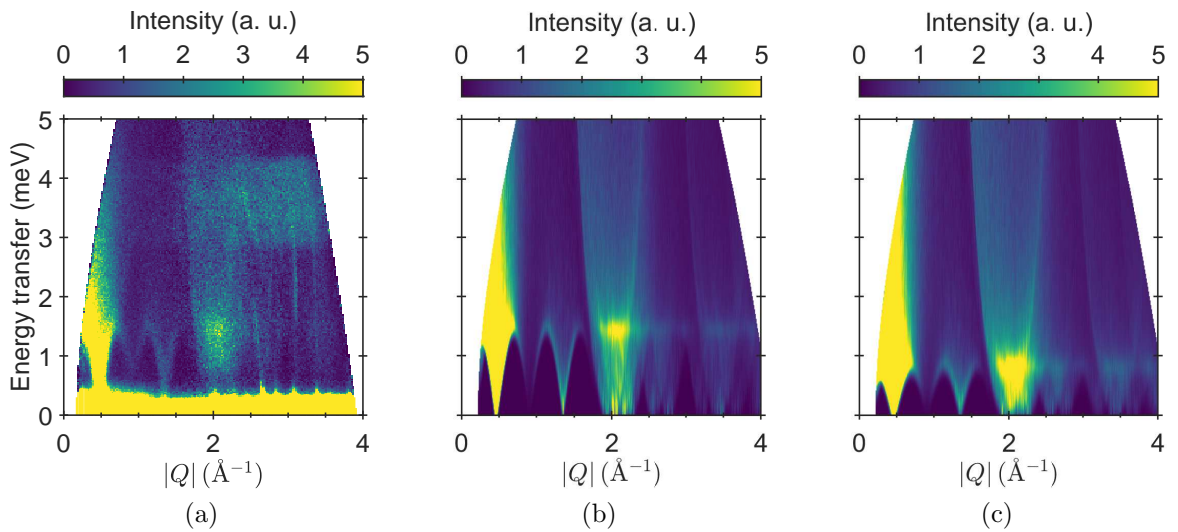 Intensity (a. u.) Intensity (a. u.) Intensity (a. u.)
0 1 2 3 4 5 0 1 2 3 4 5 0 1 2 3 4 5
5
4
3
2
1
0
Energy transfer (meV)
0 2 4 0 2 4 0 2 4
|Q| (Å⁻¹) |Q| (Å⁻¹) |Q| (Å⁻¹)
(a) (b) (c)